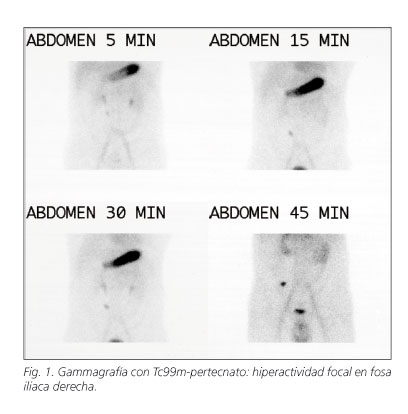 ABDOMEN 5 MIN
ABDOMEN 15 MIN
ABDOMEN 30 MIN
ABDOMEN 45 MIN
Fig. 1. Gammagrafía con Tc99m-pertecnato: hiperactividad focal en fosa
iliaca derecha.